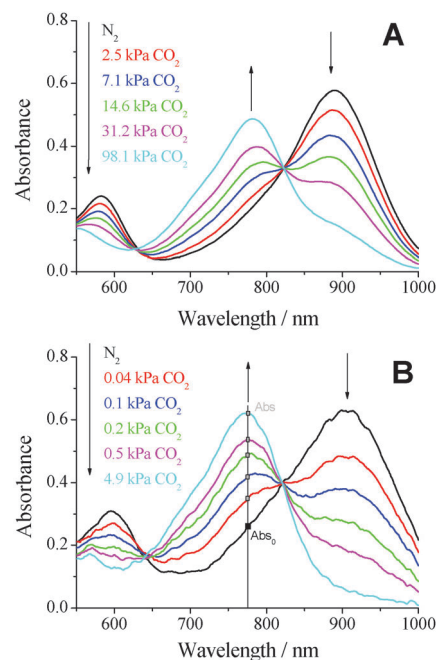 A
N2
2.5 kPa CO2
7.1 kPa CO2
14.6 kPa CO2
31.2 kPa CO2
98.1 kPa CO2
0.8
0.6
0.4
0.2
0.0
Absorbance
600 700 800 900 1000
Wavelength / nm
B
N2
0.04 kPa CO2
0.1 kPa CO2
0.2 kPa CO2
0.5 kPa CO2
4.9 kPa CO2
Abs
Abs0
0.8
0.6
0.4
0.2
0.0
Absorbance
600 700 800 900 1000
Wavelength / nm